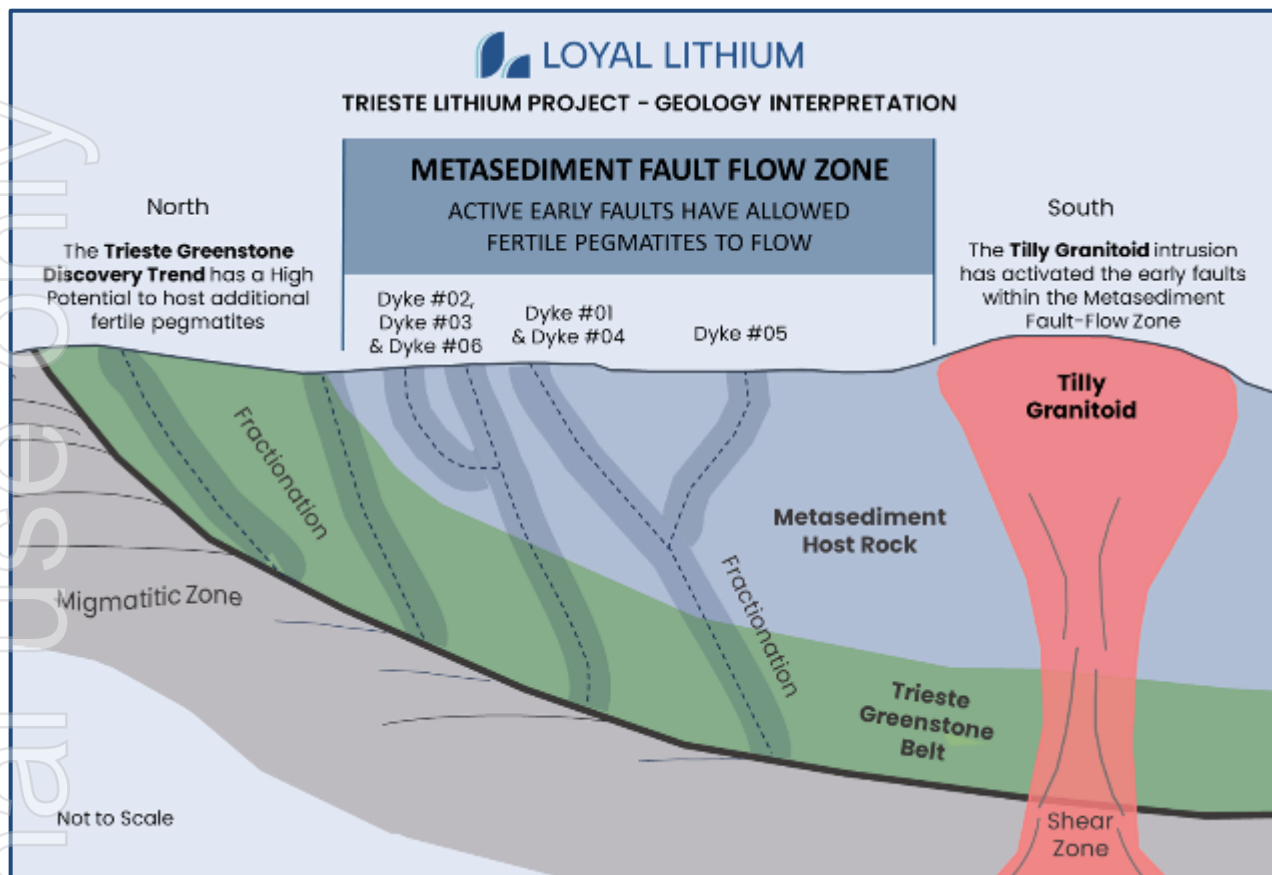 LOYAL LITHIUM
TRIESTE LITHIUM PROJECT - GEOLOGY INTERPRETATION
METASEDIMENT FAULT FLOW ZONE
ACTIVE EARLY FAULTS HAVE ALLOWED
FERTILE PEGMATITES TO FLOW
North
The Trieste Greenstone
Discovery Trend has a High
Potential to host additional
fertile pegmatites
South
The Tilly Granitoid intrusion
has activated the early faults
within the Metasediment
Fault-Flow Zone
Dyke #02,
Dyke #03
& Dyke #06
Dyke #01
& Dyke #04
Dyke #05
Tilly
Granitoid
Fractionation
Metasediment
Host Rock
Fractionation
Migmatitic Zone
Trieste
Greenstone
Belt
Not to Scale
Shear
Zone
use only